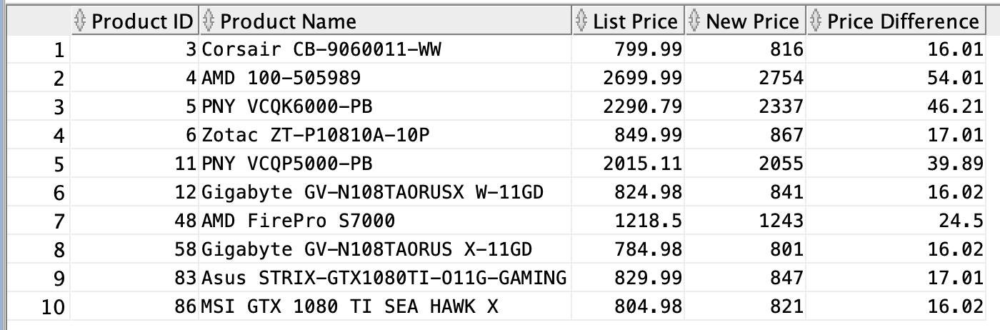 Product ID Product Name List Price New Price Price Difference
1 3 Corsair CB-9060011-WW 799.99 816 16.01
2 4 AMD 100-505989 2699.99 2754 54.01
3 5 PNY VCQK6000-PB 2290.79 2337 46.21
4 6 Zotac ZT-P10810A-10P 849.99 867 17.01
5 11 PNY VCQP5000-PB 2015.11 2055 39.89
6 12 Gigabyte GV-N108TAORUSX W-11GD 824.98 841 16.02
7 48 AMD FirePro S7000 1218.5 1243 24.5
8 58 Gigabyte GV-N108TAORUS X-11GD 784.98 801 16.02
9 83 Asus STRIX-GTX1080TI-O11G-GAMING 829.99 847 17.01
10 86 MSI GTX 1080 TI SEA HAWK X 804.98 821 16.02